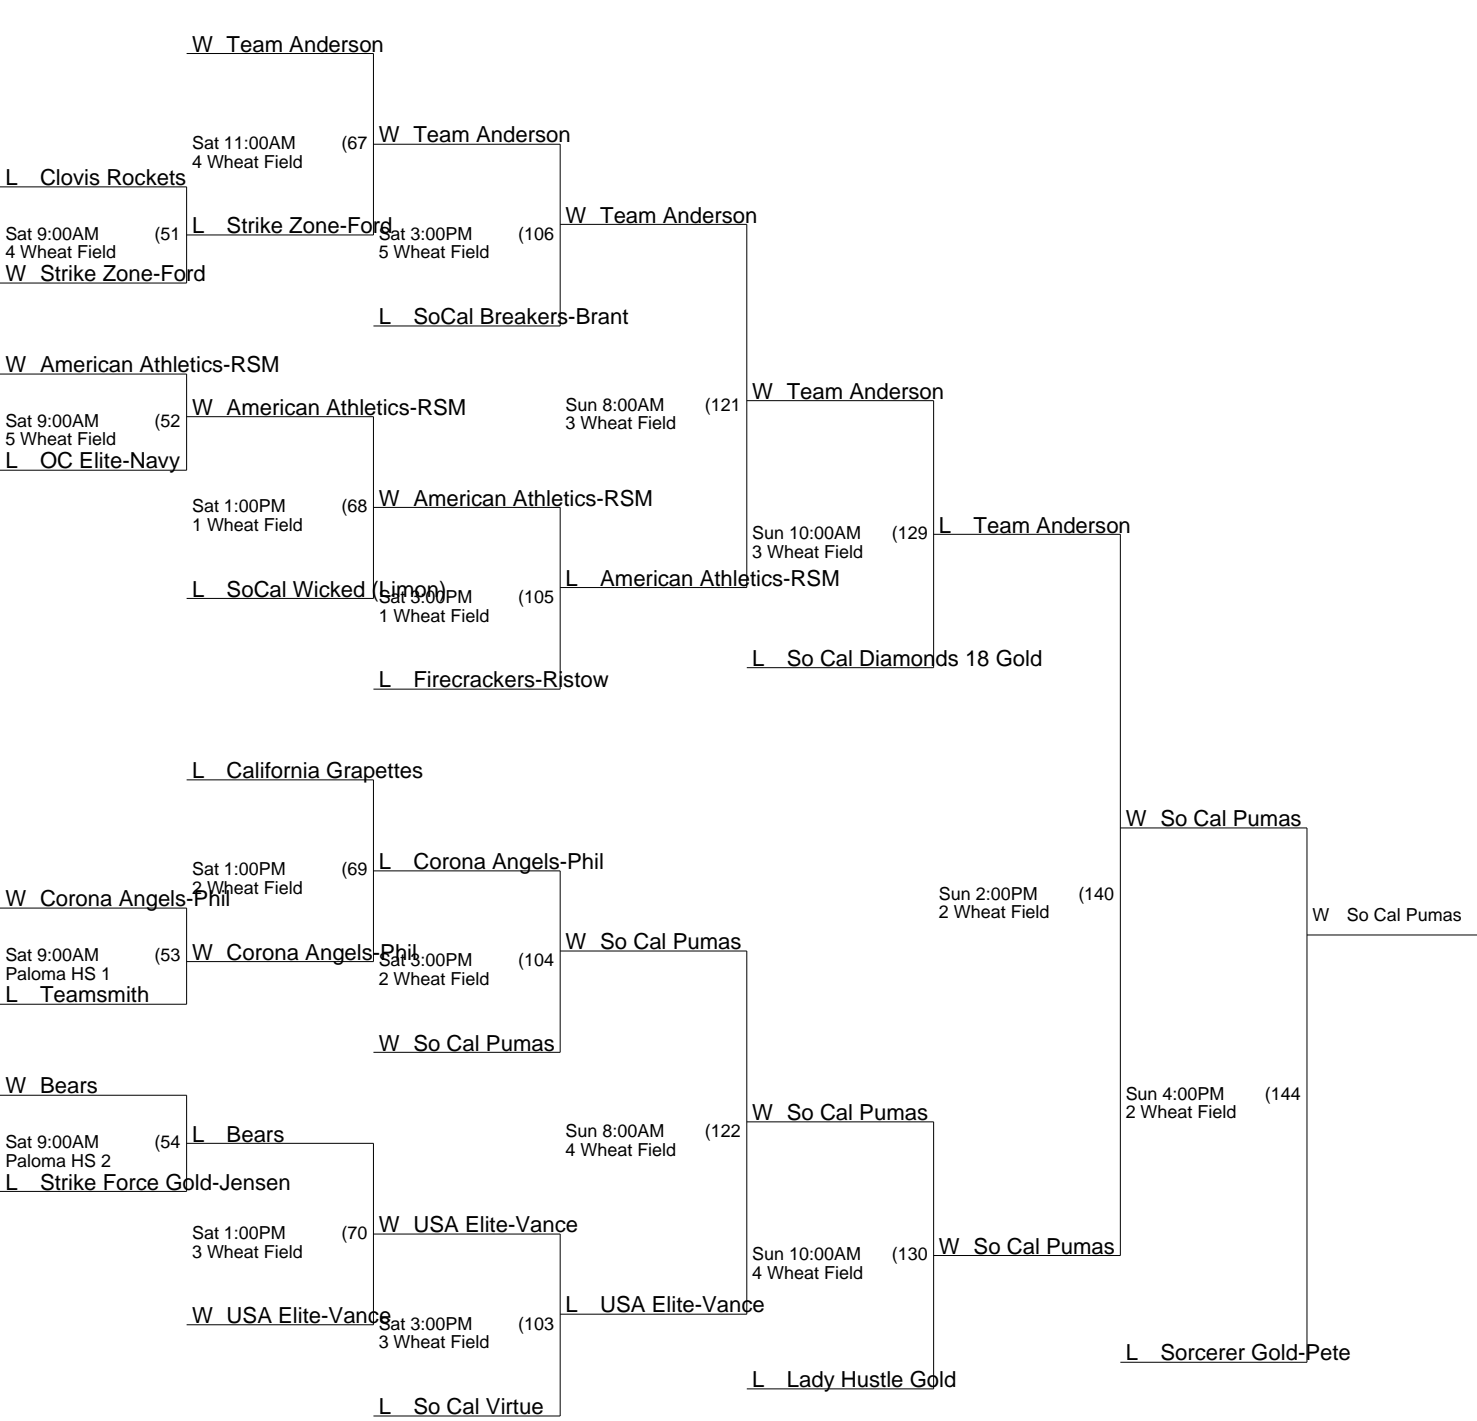 W Team Anderson
Sat 11:00AM (67
4 Wheat Field
L Clovis Rockets
Sat 9:00AM (51
4 Wheat Field
W Strike Zone-Ford
L Strike Zone-Ford
W Team Anderson
Sat 3:00PM (106
5 Wheat Field
L SoCal Breakers-Brant
W Team Anderson
W American Athletics-RSM
Sat 9:00AM (52
5 Wheat Field
L OC Elite-Navy
W American Athletics-RSM
Sat 1:00PM (68
1 Wheat Field
L SoCal Wicked (Limon)
W American Athletics-RSM
Sat 3:00PM (105
1 Wheat Field
L Firecrackers-Ristow
L American Athletics-RSM
Sun 8:00AM (121
3 Wheat Field
W Team Anderson
Sun 10:00AM (129
3 Wheat Field
L So Cal Diamonds 18 Gold
L Team Anderson
L California Grapettes
Sat 1:00PM (69
2 Wheat Field
W Corona Angels-Phil
Sat 9:00AM (53
Paloma HS 1
L Teamsmith
W Corona Angels-Phil
L Corona Angels-Phil
Sat 3:00PM (104
2 Wheat Field
W So Cal Pumas
W So Cal Pumas
W Bears
Sat 9:00AM (54
Paloma HS 2
L Strike Force Gold-Jensen
L Bears
Sat 1:00PM (70
3 Wheat Field
W USA Elite-Vance
W USA Elite-Vance
Sat 3:00PM (103
3 Wheat Field
L So Cal Virtue
L USA Elite-Vance
Sun 8:00AM (122
4 Wheat Field
W So Cal Pumas
Sun 10:00AM (130
4 Wheat Field
L Lady Hustle Gold
W So Cal Pumas
Sun 2:00PM (140
2 Wheat Field
W So Cal Pumas
Sun 4:00PM (144
2 Wheat Field
L Sorcerer Gold-Pete
W So Cal Pumas